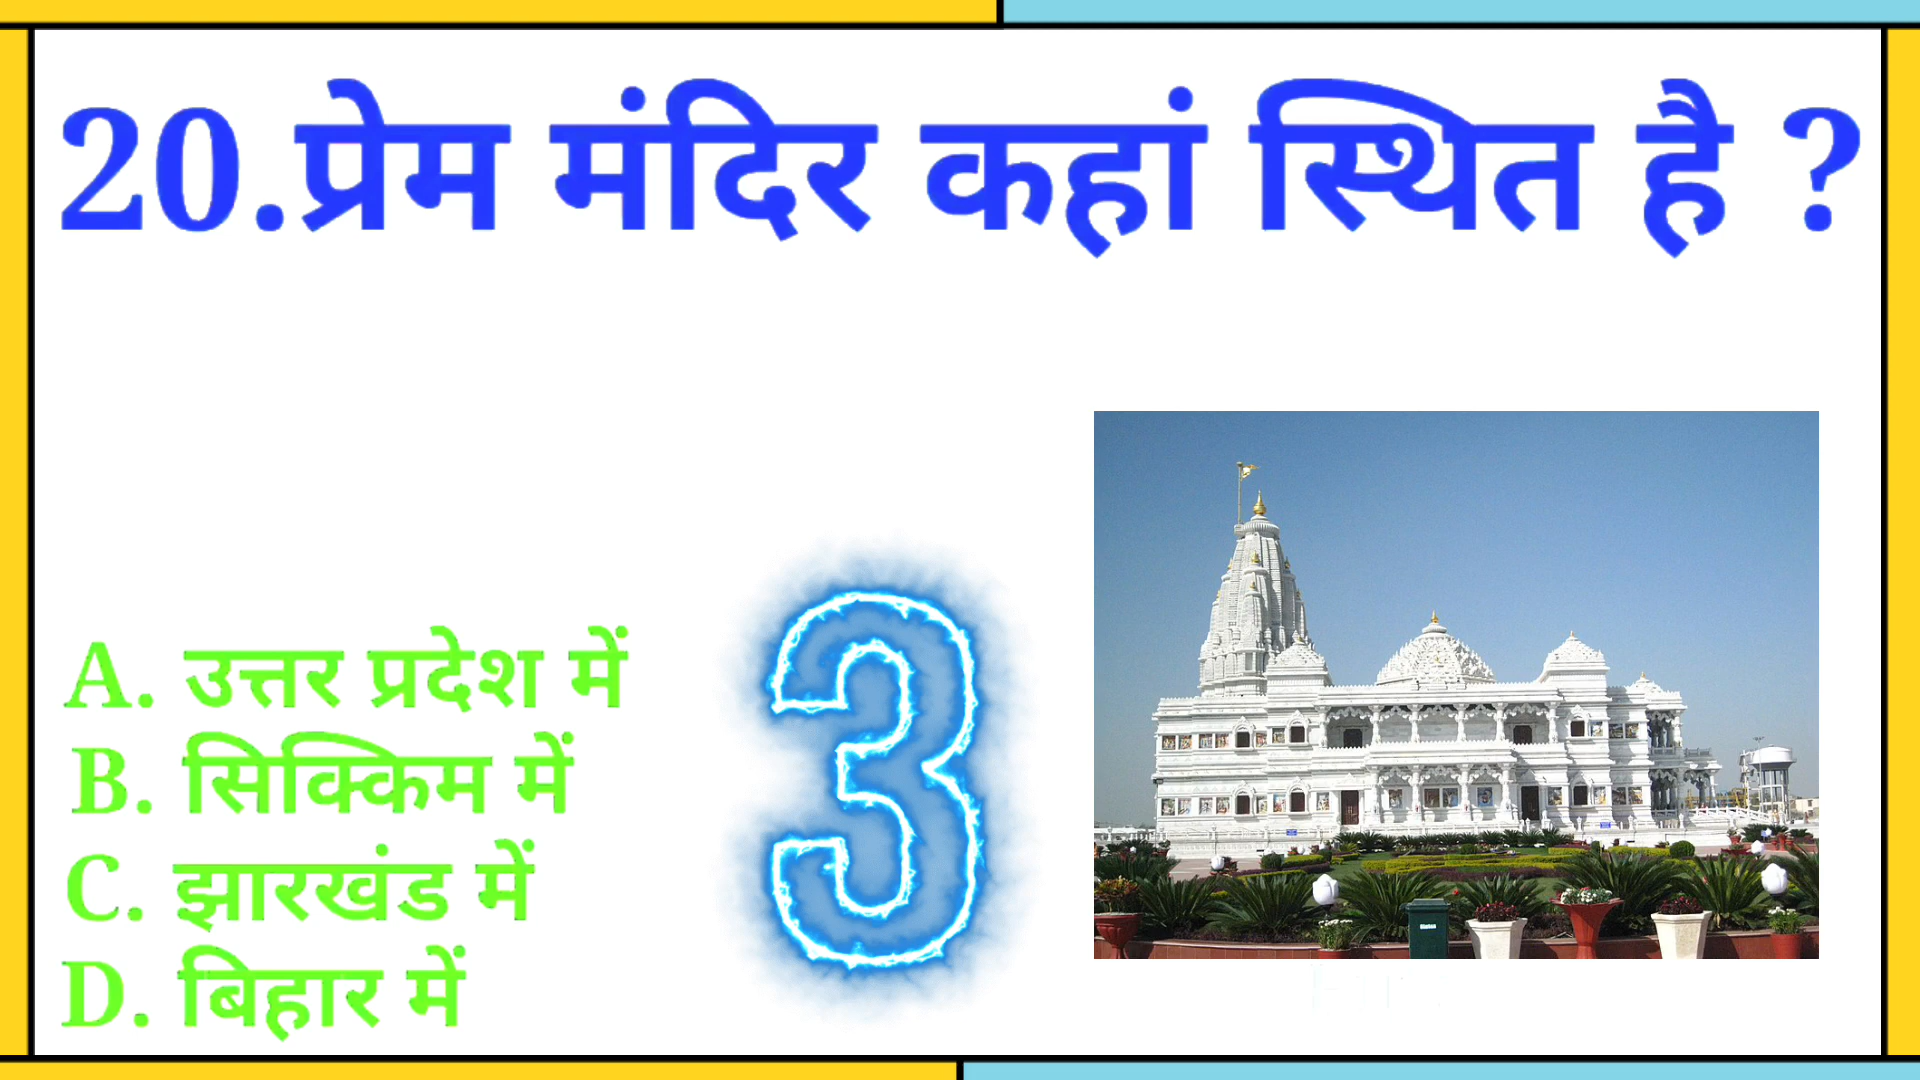 20.प्रेम मंदिर कहां स्थित है ?
A. उत्तर प्रदेश में
B. सिक्किम में
C. झारखंड में
D. बिहार में
3